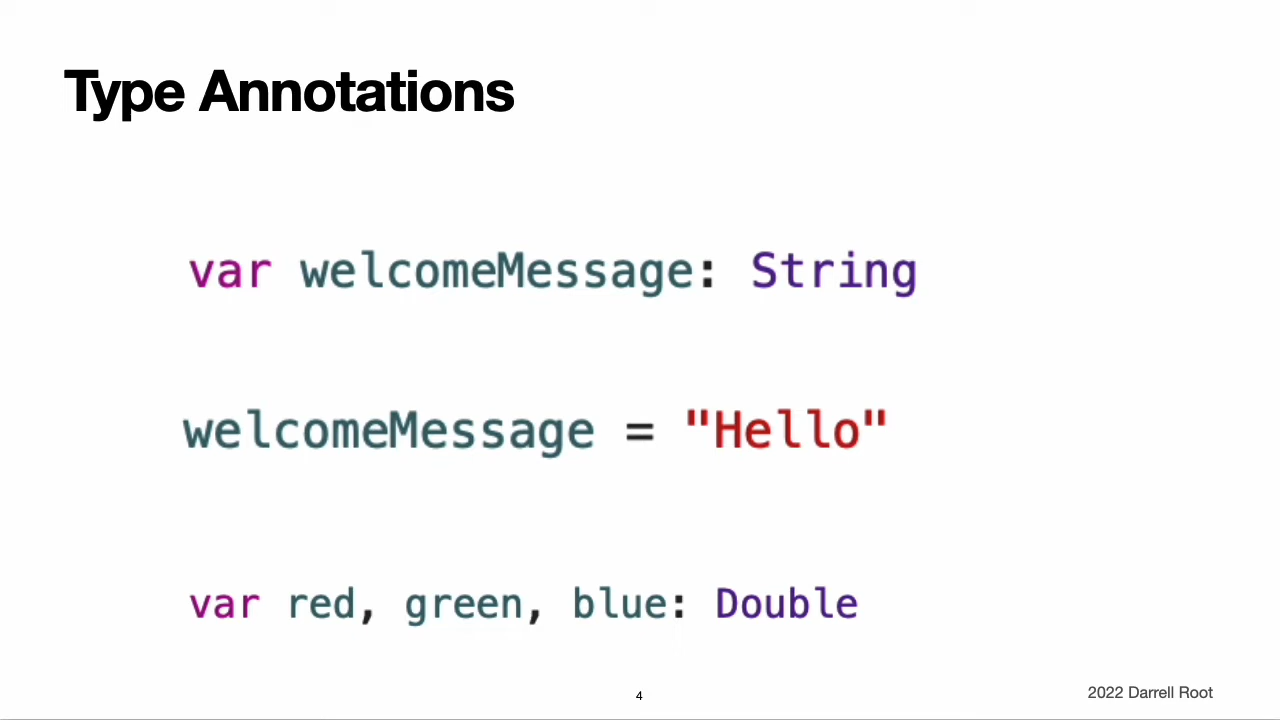 Type Annotations
var welcomeMessage: String
welcomeMessage = "Hello"
var red, green, blue: Double
4
2022 Darrell Root